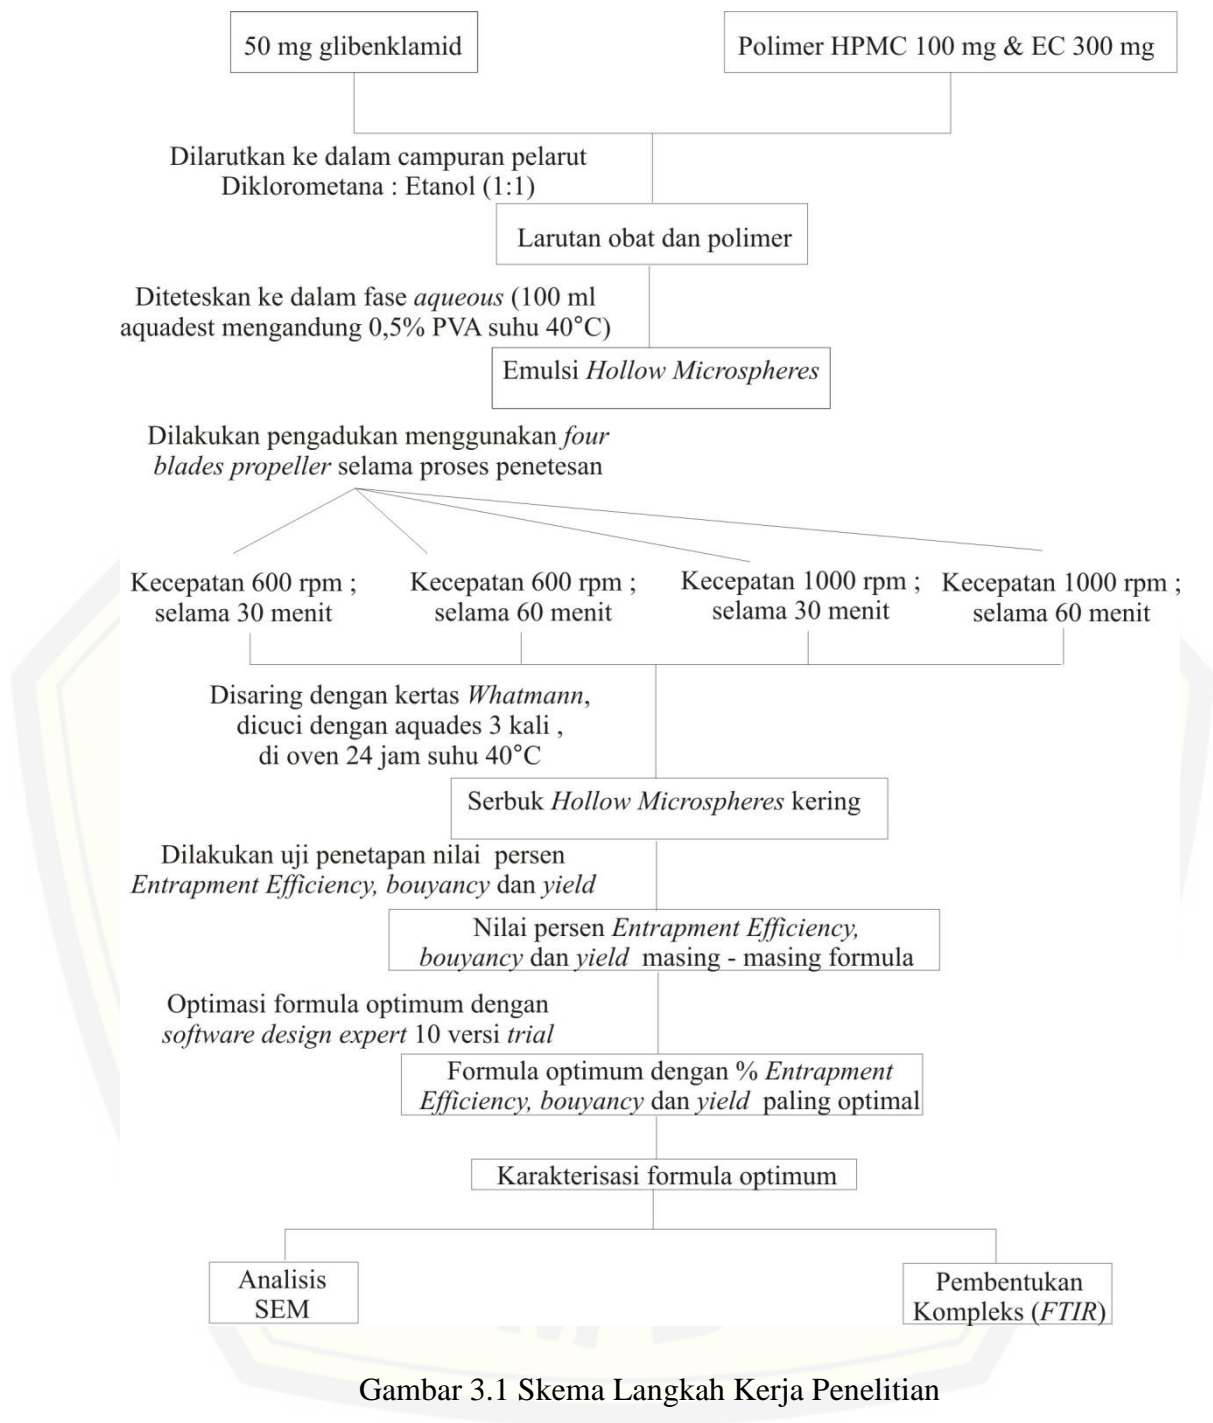 50 mg glibenklamid
Polimer HPMC 100 mg & EC 300 mg
Dilarutkan ke dalam campuran pelarut
Diklorometana : Etanol (1:1)
Larutan obat dan polimer
Diteteskan ke dalam fase aqueous (100 ml
aquadest mengandung 0,5% PVA suhu 40°C)
Emulsi Hollow Microspheres
Dilakukan pengadukan menggunakan four
blades propeller selama proses penetesan
Kecepatan 600 rpm ;
selama 30 menit
Kecepatan 600 rpm ;
selama 60 menit
Kecepatan 1000 rpm ;
selama 30 menit
Kecepatan 1000 rpm ;
selama 60 menit
Disaring dengan kertas Whatmann,
dicuci dengan aquades 3 kali ,
di oven 24 jam suhu 40°C
Serbuk Hollow Microspheres kering
Dilakukan uji penetapan nilai persen
Entrapment Efficiency, bouyancy dan yield
Nilai persen Entrapment Efficiency,
bouyancy dan yield masing - masing formula
Optimasi formula optimum dengan
software design expert 10 versi trial
Formula optimum dengan % Entrapment
Efficiency, bouyancy dan yield paling optimal
Karakterisasi formula optimum
Analisis
SEM
Pembentukan
Kompleks (FTIR)
Gambar 3.1 Skema Langkah Kerja Penelitian